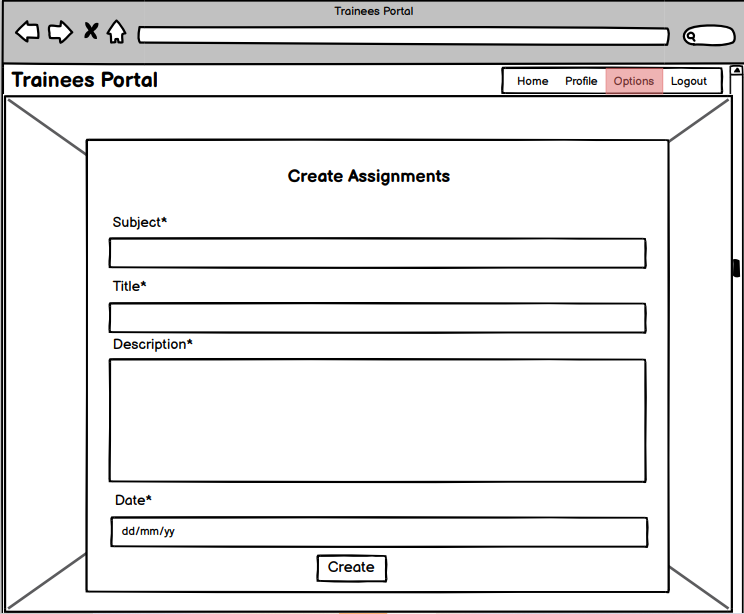 Trainees Portal
Trainees Portal
Home Profile Options Logout
Create Assignments
Subject*
Title*
Description*
Date*
dd/mm/yy
Create